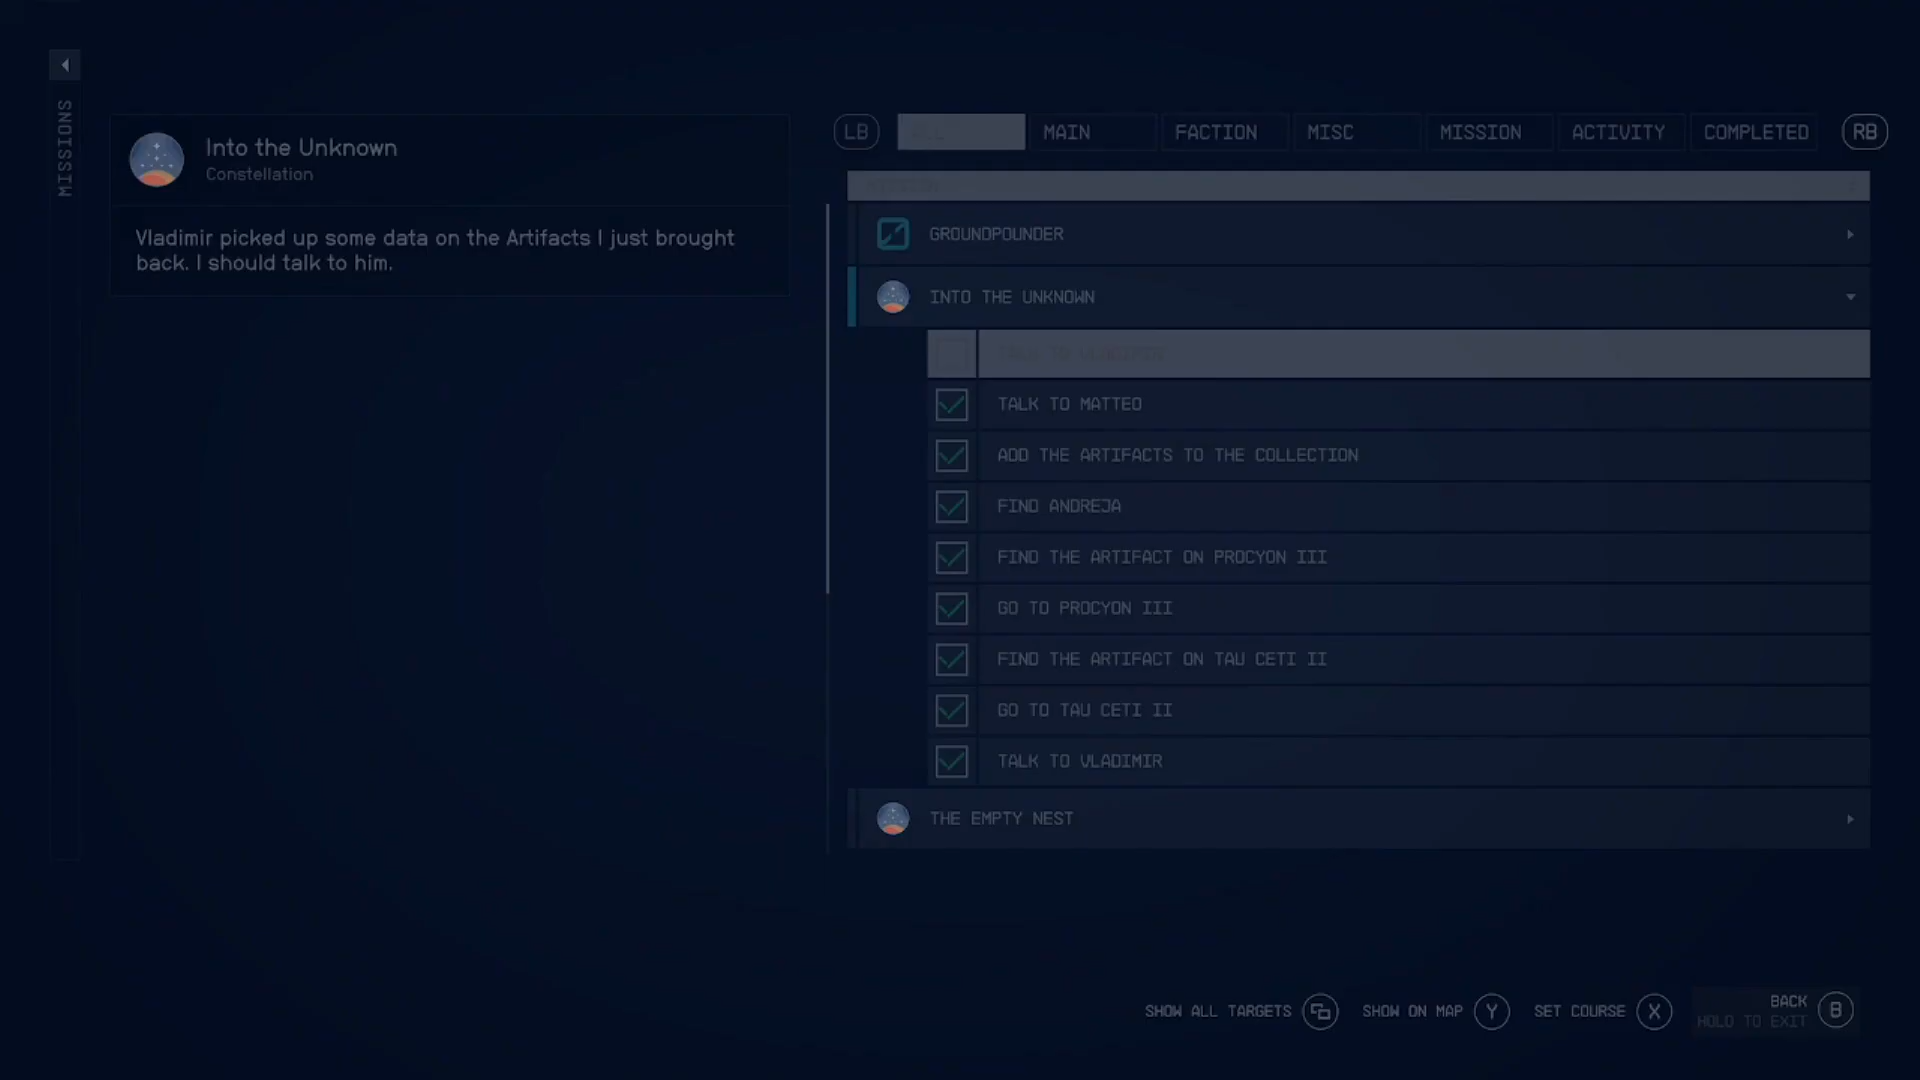 MISSIONS
Into the Unknown
Constellation
Vladimir picked up some data on the Artifacts I just brought
back. I should talk to him.
LB
ALL
MAIN
FACTION
MISC
MISSION
ACTIVITY
COMPLETED
RB
GROUNDPOUNDER
INTO THE UNKNOWN
TALK TO VLADIMIR
TALK TO MATTEO
ADD THE ARTIFACTS TO THE COLLECTION
FIND ANDREJA
FIND THE ARTIFACT ON PROCYON III
GO TO PROCYON III
FIND THE ARTIFACT ON TAU CETI II
GO TO TAU CETI II
TALK TO VLADIMIR
THE EMPTY NEST
SHOW ALL TARGETS
SHOW ON MAP Y
SET COURSE X
BACK B
HOLD TO EXIT